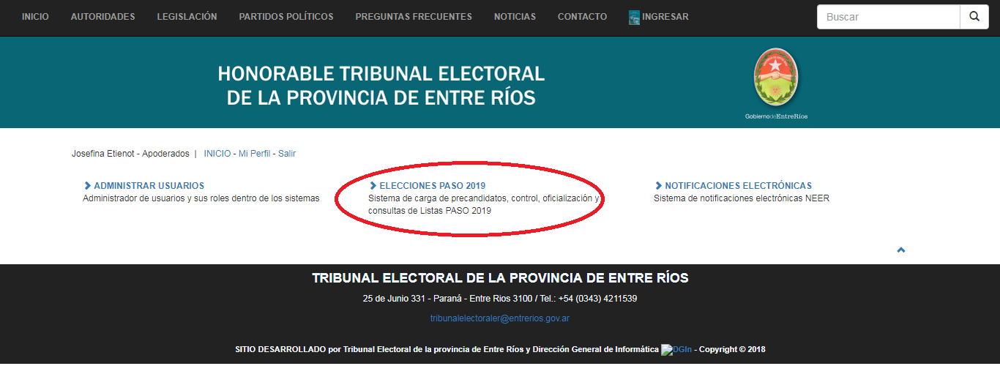 INICIO AUTORIDADES LEGISLACIÓN PARTIDOS POLÍTICOS PREGUNTAS FRECUENTES NOTICIAS CONTACTO INGRESAR Buscar
HONORABLE TRIBUNAL ELECTORAL
DE LA PROVINCIA DE ENTRE RÍOS
GobiernodeEntreRíos
Josefina Etienot - Apoderados | INICIO - Mi Perfil - Salir
ADMINISTRAR USUARIOS
Administrador de usuarios y sus roles dentro de los sistemas
ELECCIONES PASO 2019
Sistema de carga de precandidatos, control, oficialización y
consultas de Listas PASO 2019
NOTIFICACIONES ELECTRÓNICAS
Sistema de notificaciones electrónicas NEER
TRIBUNAL ELECTORAL DE LA PROVINCIA DE ENTRE RÍOS
25 de Junio 331 - Paraná - Entre Rios 3100 / Tel.: +54 (0343) 4211539
tribunalelectoraler@entrerios.gov.ar
SITIO DESARROLLADO por Tribunal Electoral de la provincia de Entre Ríos y Dirección General de Informática DGIn - Copyright © 2018